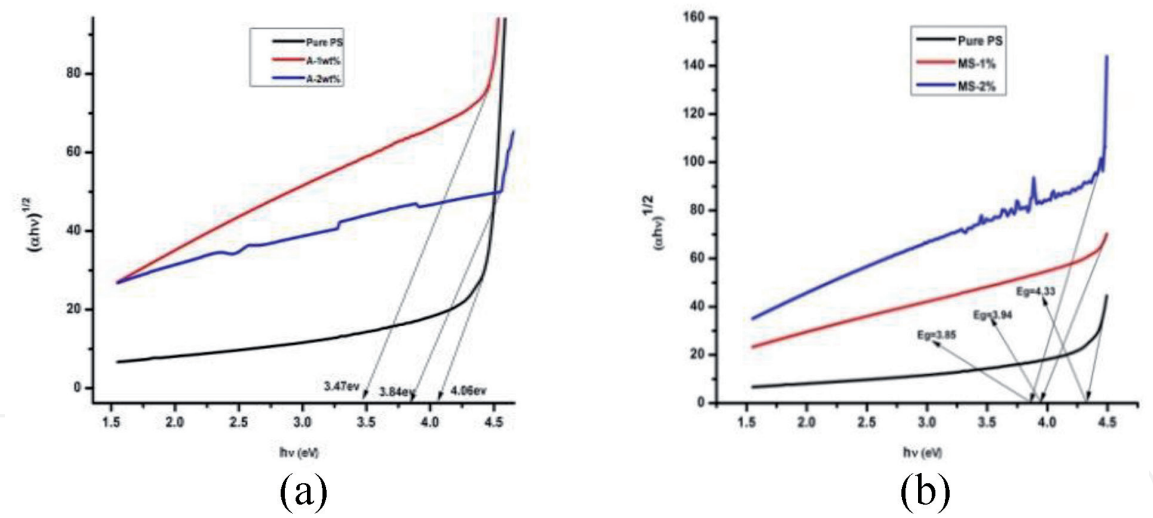 Pure PS
A-1wt%
A-2wt%
80
60
40
20
0
(αhν)1/2
3.47ev
3.84ev
4.06ev
1.5
2.0
2.5
3.0
3.5
4.0
4.5
hν (eV)
(a)
Pure PS
MS-1%
MS-2%
160
140
120
100
80
60
40
20
0
(αhν)1/2
Eg=4.33
Eg=3.94
Eg=3.85
1.5
2.0
2.5
3.0
3.5
4.0
4.5
hν (eV)
(b)